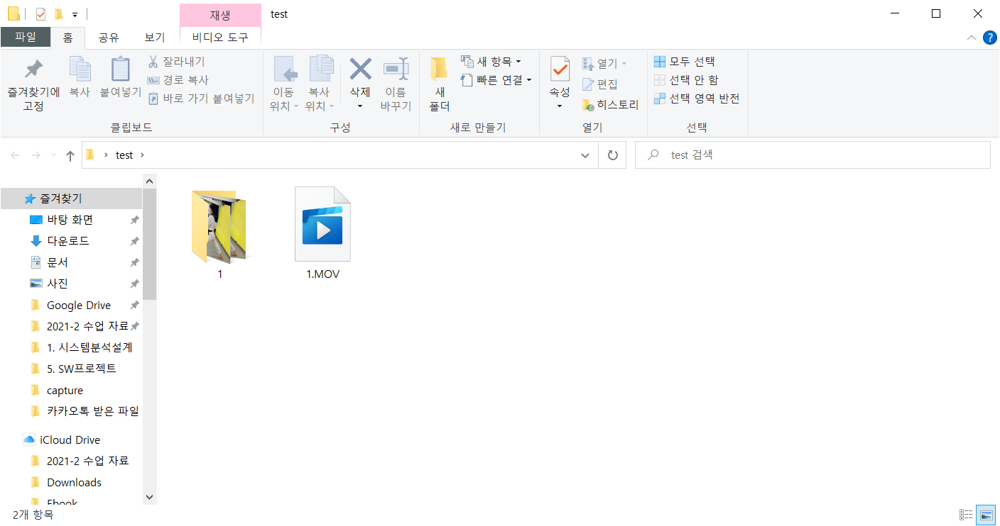 재생
test
파일
홈
공유
보기
비디오 도구
즐겨찾기에
고정
복사
붙여넣기
잘라내기
경로 복사
바로 가기 붙여넣기
클립보드
이동
위치
복사
위치
삭제
이름
바꾸기
구성
새
폴더
새 항목
빠른 연결
새로 만들기
속성
열기
편집
히스토리
열기
모두 선택
선택 안 함
선택 영역 반전
선택
test
test 검색
즐겨찾기
바탕 화면
다운로드
문서
사진
Google Drive
2021-2 수업 자료
1. 시스템분석설계
5. SW프로젝트
capture
카카오톡 받은 파일
iCloud Drive
2021-2 수업 자료
Downloads
Ebook
1
1.MOV
2개 항목